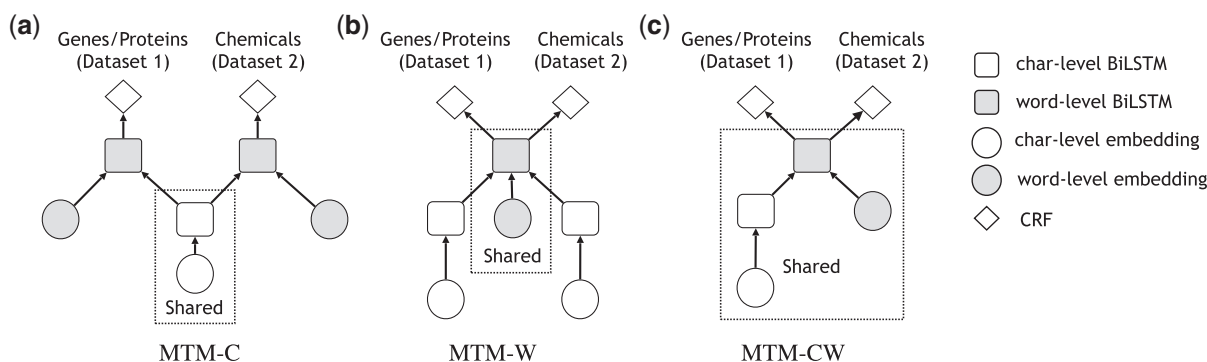 (a)
Genes/Proteins
(Dataset 1)
Chemicals
(Dataset 2)
Shared
MTM-C
(b)
Genes/Proteins
(Dataset 1)
Chemicals
(Dataset 2)
Shared
MTM-W
(c)
Genes/Proteins
(Dataset 1)
Chemicals
(Dataset 2)
Shared
MTM-CW
char-level BiLSTM
word-level BiLSTM
char-level embedding
word-level embedding
CRF